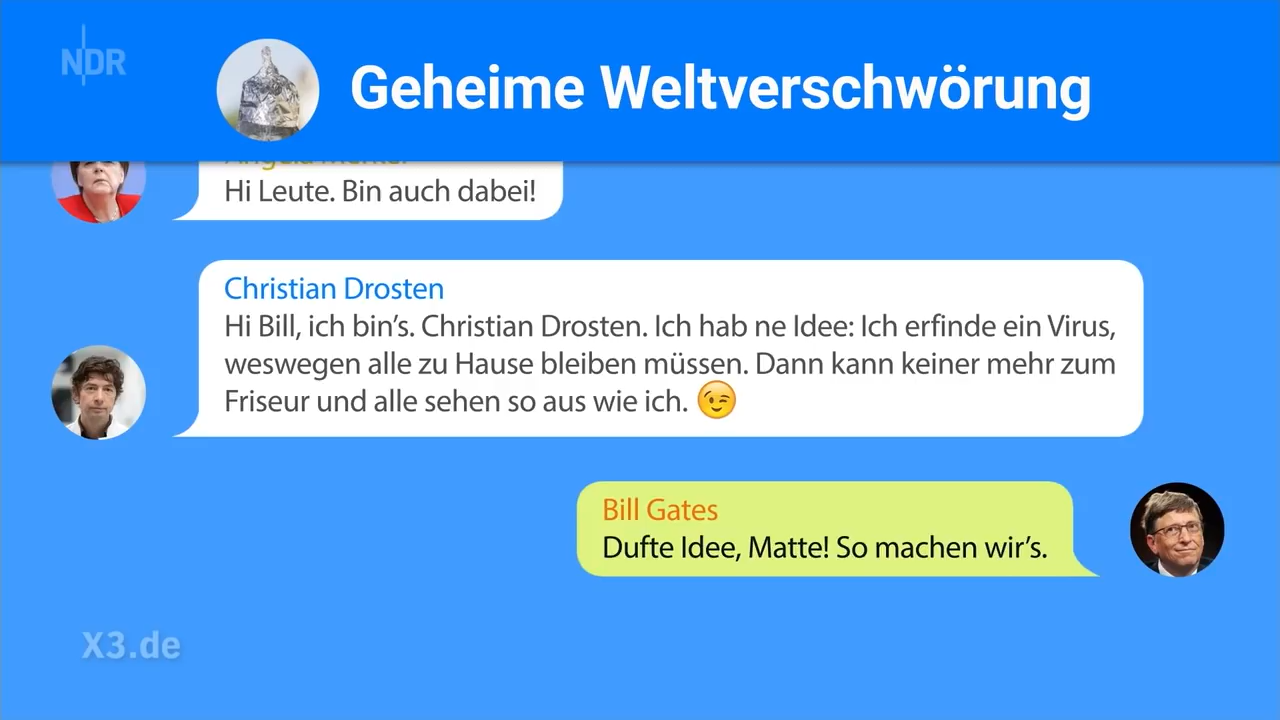 NDR
Geheime Weltverschwörung
Hi Leute. Bin auch dabei!
Christian Drosten
Hi Bill, ich bin’s. Christian Drosten. Ich hab ne Idee: Ich erfinde ein Virus,
weswegen alle zu Hause bleiben müssen. Dann kann keiner mehr zum
Friseur und alle sehen so aus wie ich. 😉
Bill Gates
Dufte Idee, Matte! So machen wir’s.
X3.de